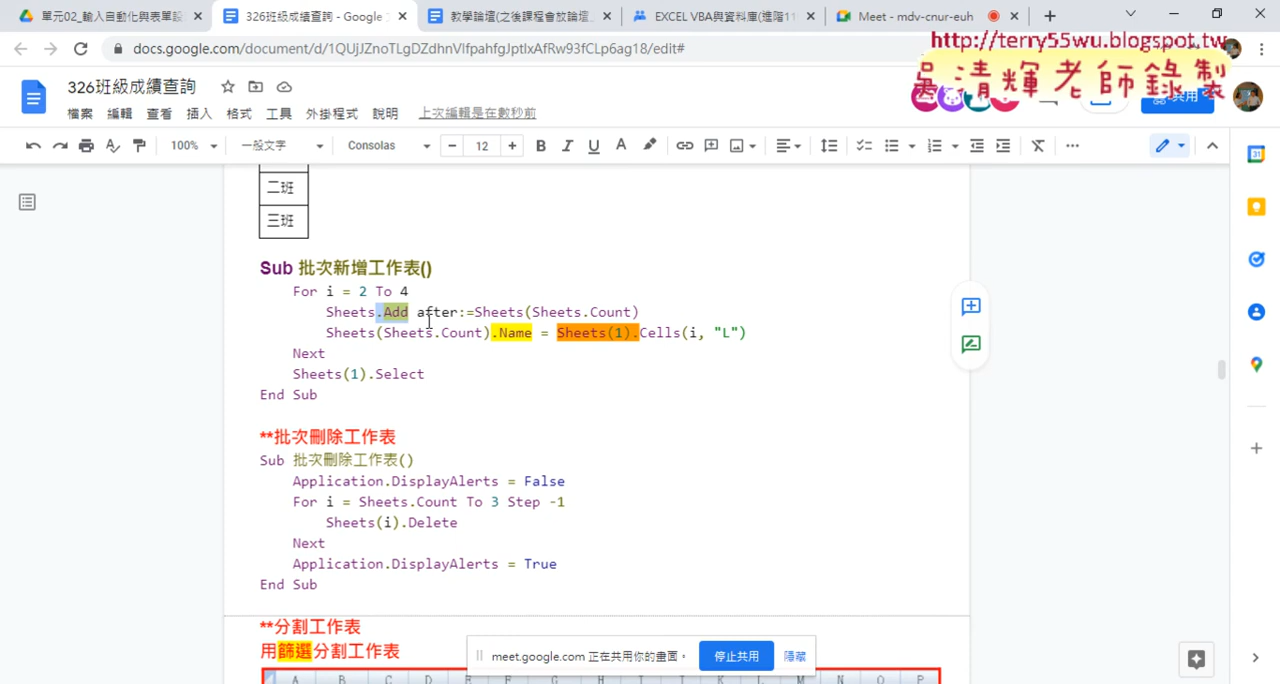 單元02_輸入自動化與表單設
326班級成績查詢 - Google
教學論壇(之後課程會放論壇_
EXCEL VBA與資料庫(進階11
Meet - mdv-cnur-euh
docs.google.com/document/d/1QUjJZnoTLgDZdhnVIfpahfgJptIxAfRw93fCLp6ag18/edit#
http://terry55wu.blogspot.tw
吳清輝老師錄製
326班級成績查詢
共用
檔案 編輯 查看 插入 格式 工具 外掛程式 說明 上次編輯是在數秒前
100% 一般文字 Consolas 12 B I U A
二班
三班
Sub 批次新增工作表()
For i = 2 To 4
Sheets.Add after:=Sheets(Sheets.Count)
Sheets(Sheets.Count).Name = Sheets(1).Cells(i, "L")
Next
Sheets(1).Select
End Sub
**批次刪除工作表
Sub 批次刪除工作表()
Application.DisplayAlerts = False
For i = Sheets.Count To 3 Step -1
Sheets(i).Delete
Next
Application.DisplayAlerts = True
End Sub
**分割工作表
用篩選分割工作表
meet.google.com 正在共用你的畫面。 停止共用 隱藏